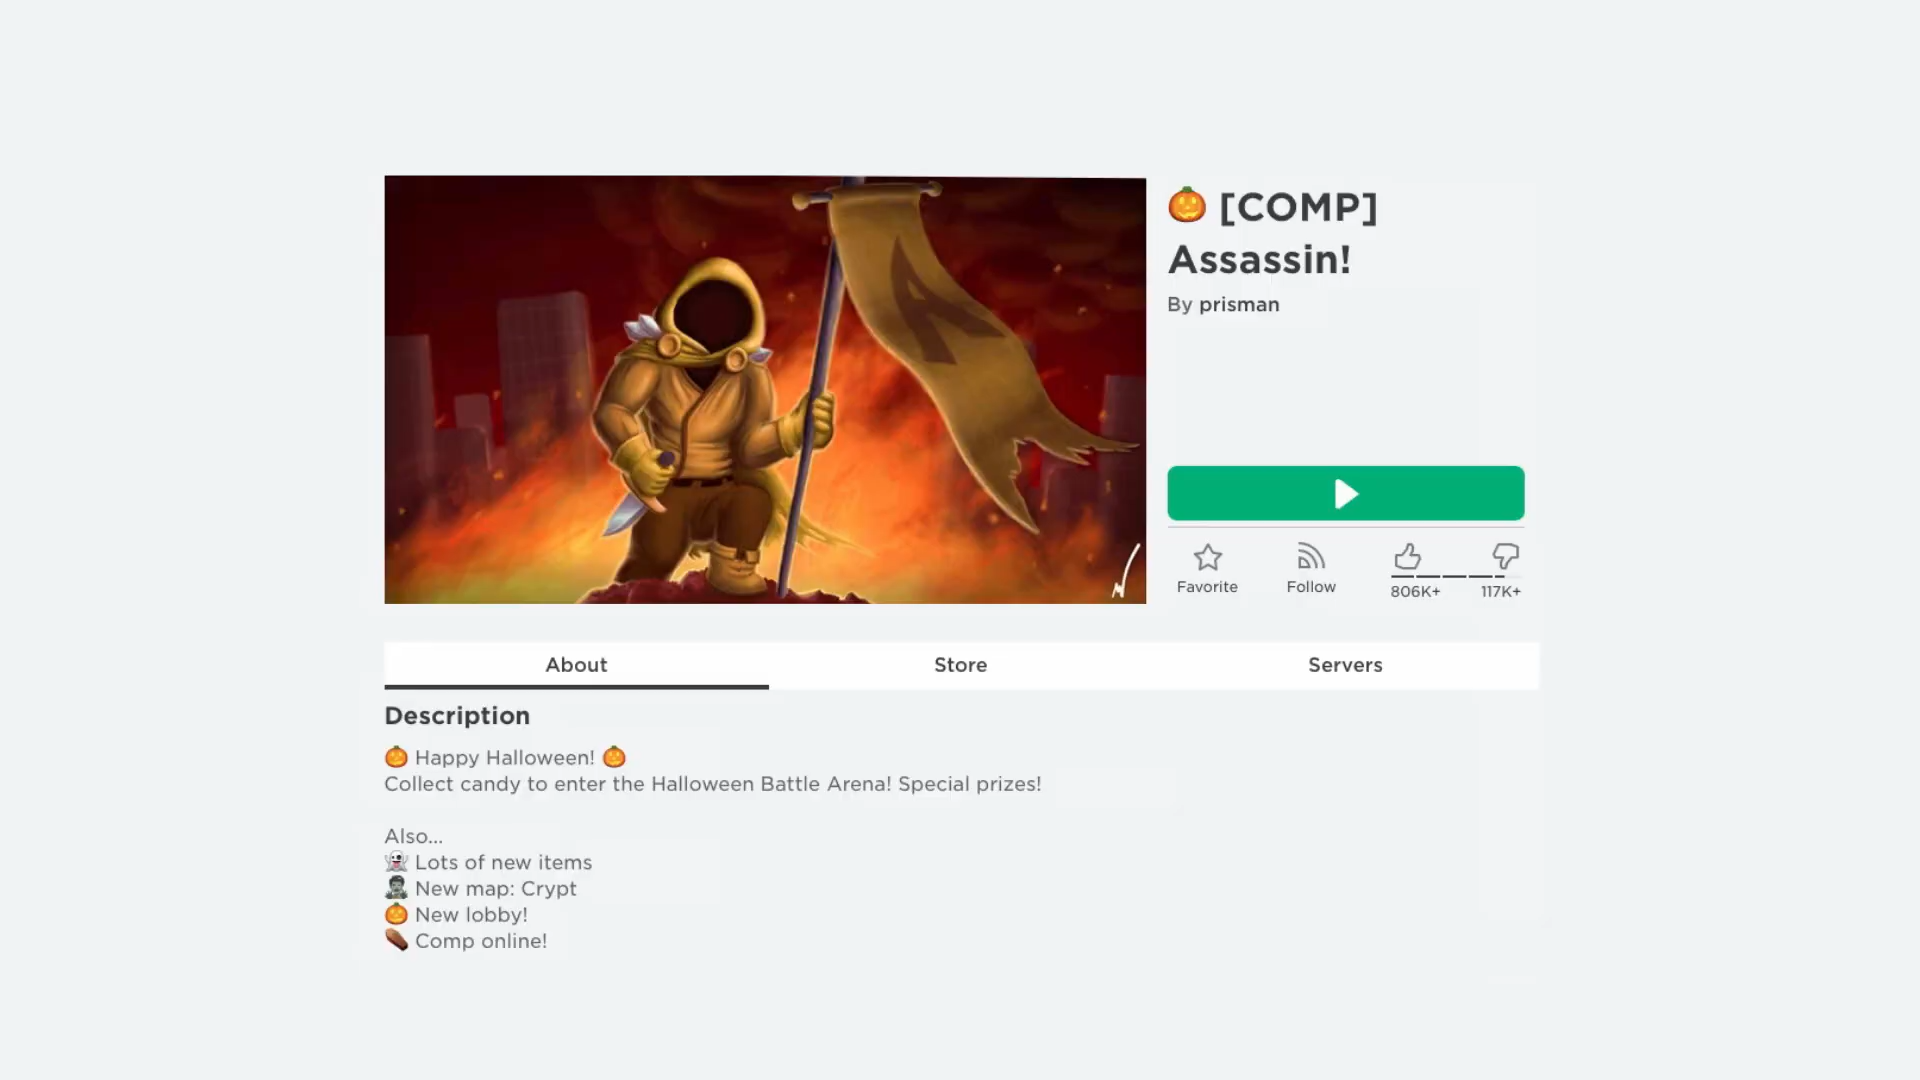 🎃 [COMP]
Assassin!
By prisman
A
Favorite
Follow
806K+
117K+
About
Store
Servers
Description
🎃 Happy Halloween! 🎃
Collect candy to enter the Halloween Battle Arena! Special prizes!
Also...
👻 Lots of new items
🧟‍♂️ New map: Crypt
🎃 New lobby!
⚰️ Comp online!